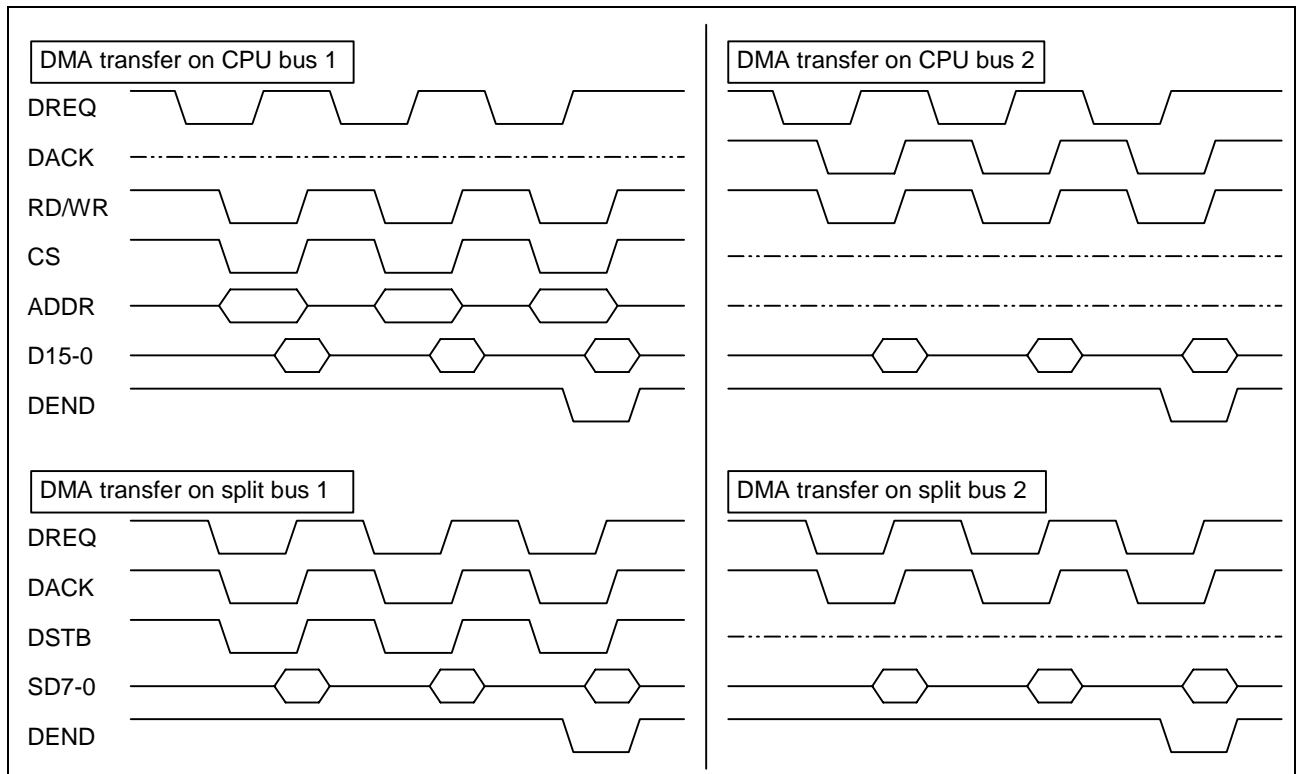 DMA transfer on CPU bus 1
DREQ
DACK
RD/WR
CS
ADDR
D15-0
DEND
DMA transfer on CPU bus 2
DMA transfer on split bus 1
DREQ
DACK
DSTB
SD7-0
DEND
DMA transfer on split bus 2